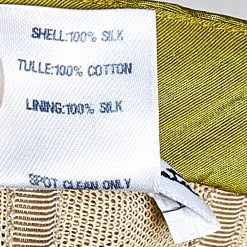 SHELL:100% SILK
TULLE:100% COTTON
LINING:100% SILK
SPOT CLEAN ONLY